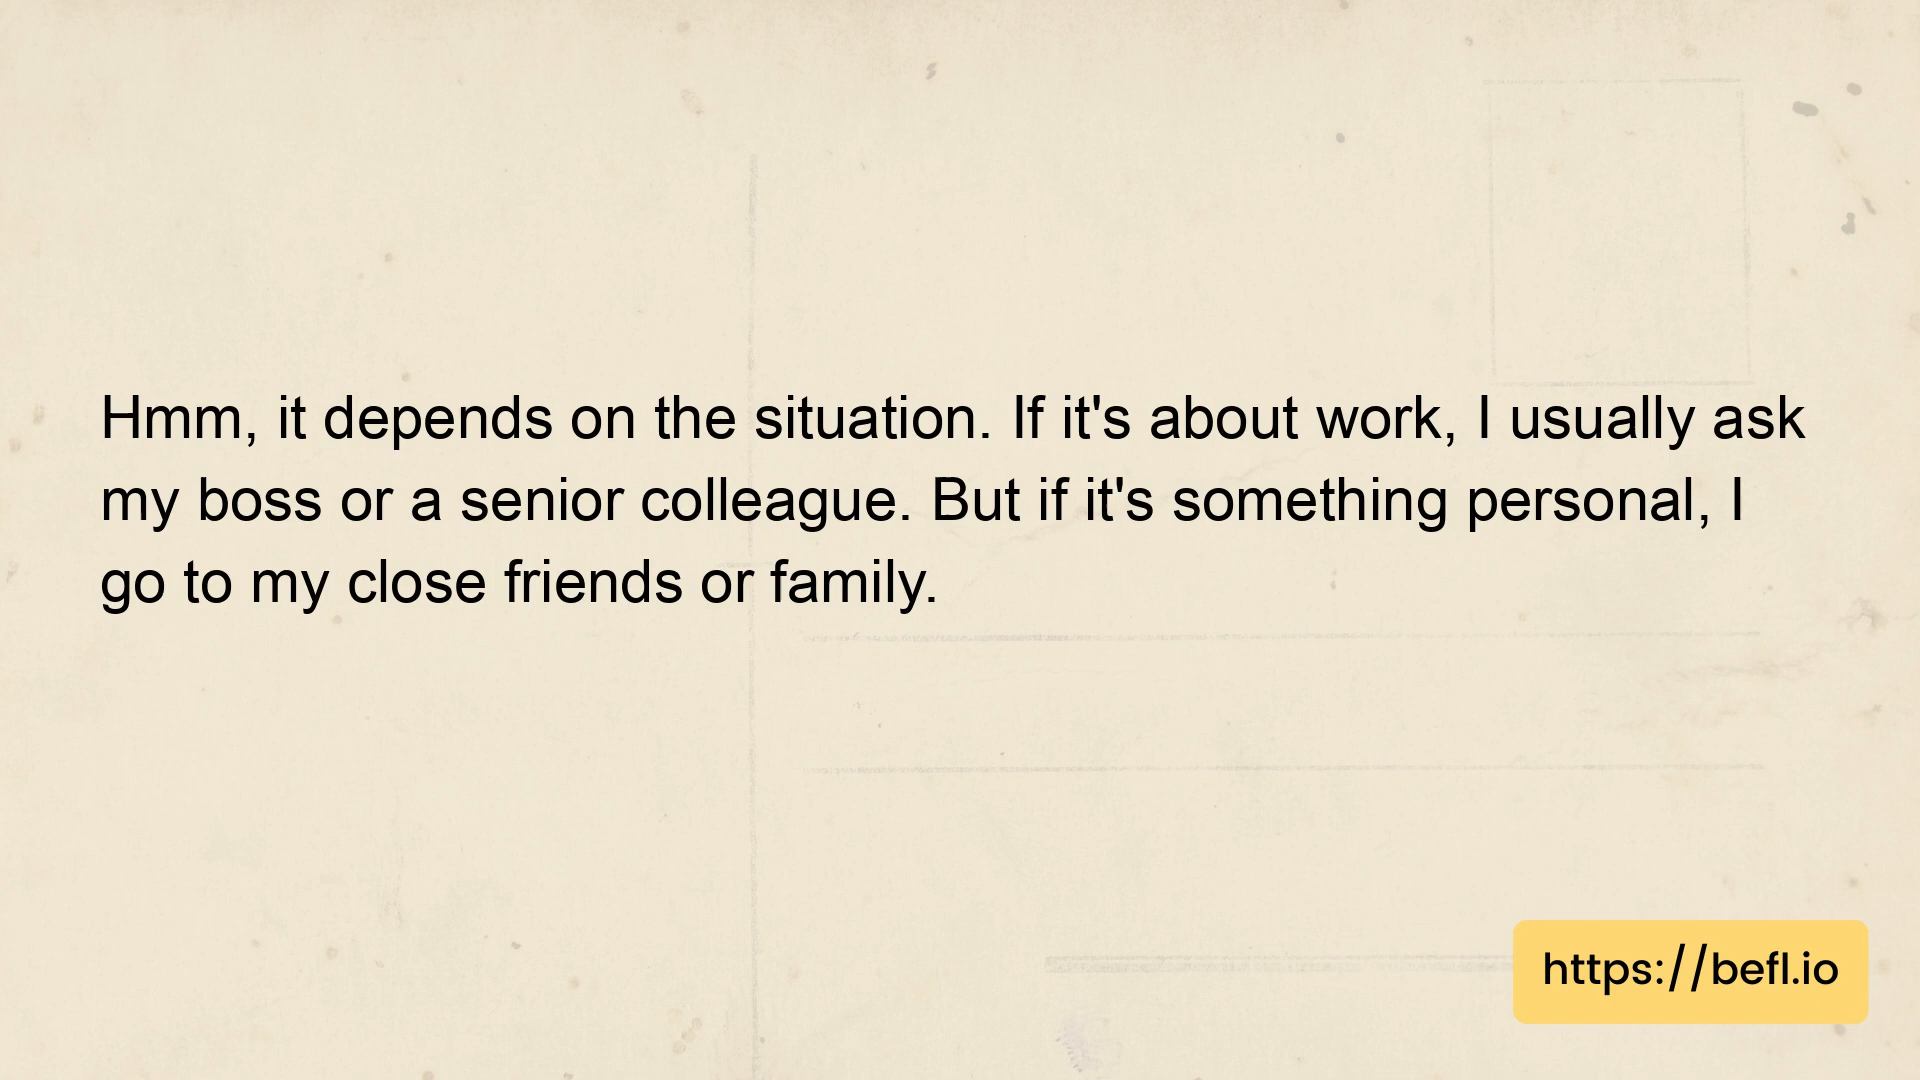 Hmm, it depends on the situation. If it's about work, I usually ask
my boss or a senior colleague. But if it's something personal, I
go to my close friends or family.
https://befl.io